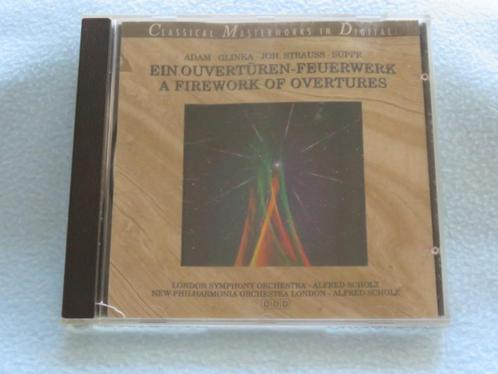 CLASSICAL MASTERWORKS IN DIGITAL
ADAM · GLINKA · JOH. STRAUSS · SUPPÉ
EIN OUVERTÜREN-FEUERWERK
A FIREWORK OF OVERTURES
LONDON SYMPHONY ORCHESTRA - ALFRED SCHOLZ
NEW PHILHARMONIA ORCHESTRA LONDON - ALFRED SCHOLZ
DDD